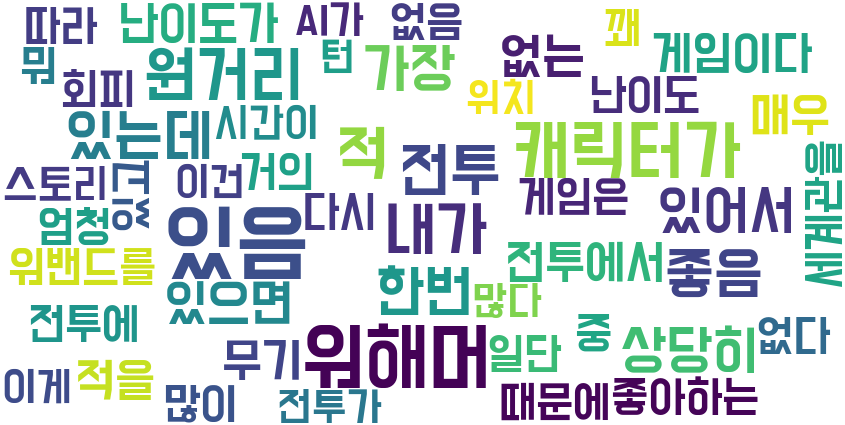 따라 난이도가 AI가 없음
뭐 회피 원거리 턴 가장 없는 꽤 게임이다
위치 난이도 매우
있는데 시간이 적 전투 캐릭터가
스토리 있고 이건 거의 게임은 있어서 세계관을
엄청 있음 다시 내가
워밴드를 있으면 한번 많다 전투에서 좋음
전투에 무기 워해머 일단 중 상당히 없다
이게 적을 많이 전투가 때문에 좋아하는